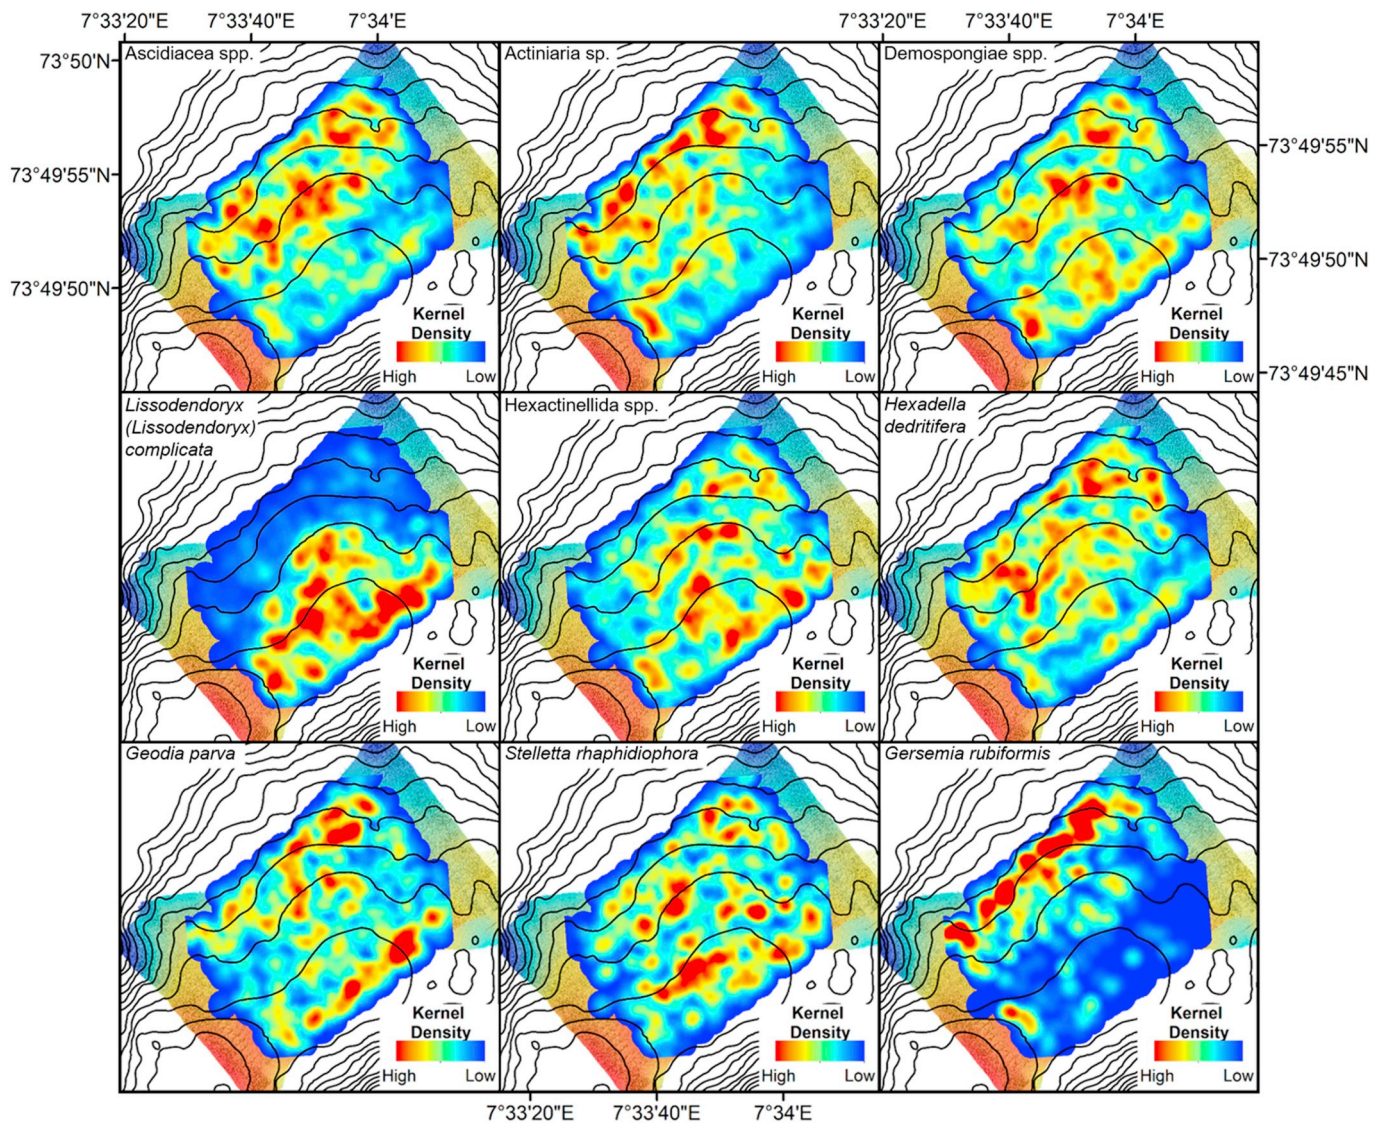 7°33'20"E 7°33'40"E 7°34'E 7°33'20"E 7°33'40"E 7°34'E
Ascidiacea spp. Actiniaria sp. Demospongiae spp.
73°50'N
73°49'55"N
73°49'55"N
73°49'50"N
73°49'50"N
Kernel Kernel Kernel
Density Density Density
High Low High Low High Low
73°49'45"N
Lissodendoryx Hexactinellida spp. Hexadella
(Lissodendoryx) dedritifera
complicata
Kernel Kernel Kernel
Density Density Density
High Low High Low High Low
Geodia parva Stelletta rhaphidiophora Gersemia rubiformis
Kernel Kernel Kernel
Density Density Density
High Low High Low High Low
7°33'20"E 7°33'40"E 7°34'E